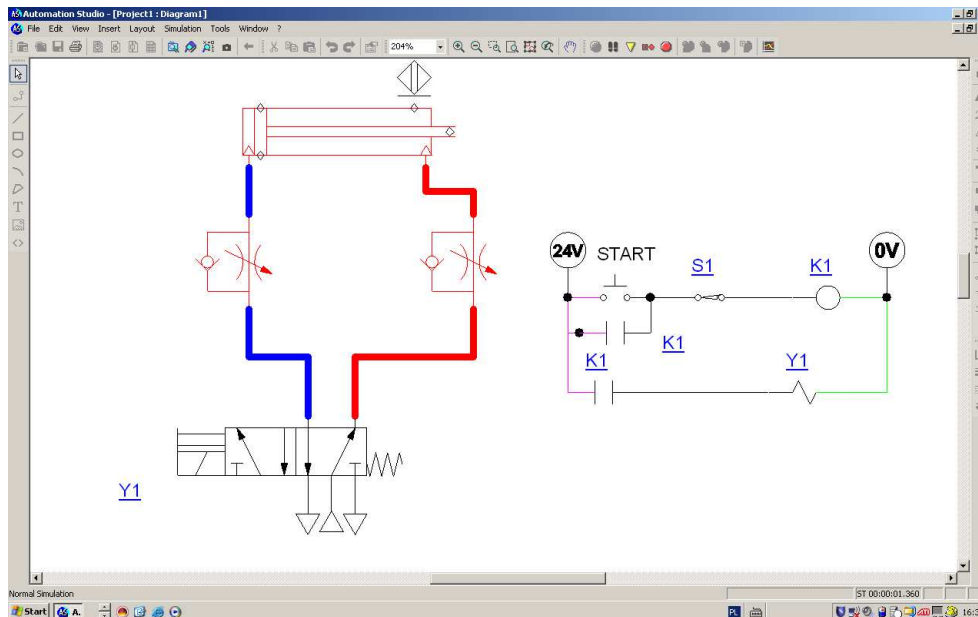 Automation Studio - [Project1 : Diagram1]
File Edit View Insert Layout Simulation Tools Window ?
204%
24V
START
S1
K1
0V
K1
K1
Y1
Y1
Normal Simulation
ST 00:00:01.360
Start
A.
PL